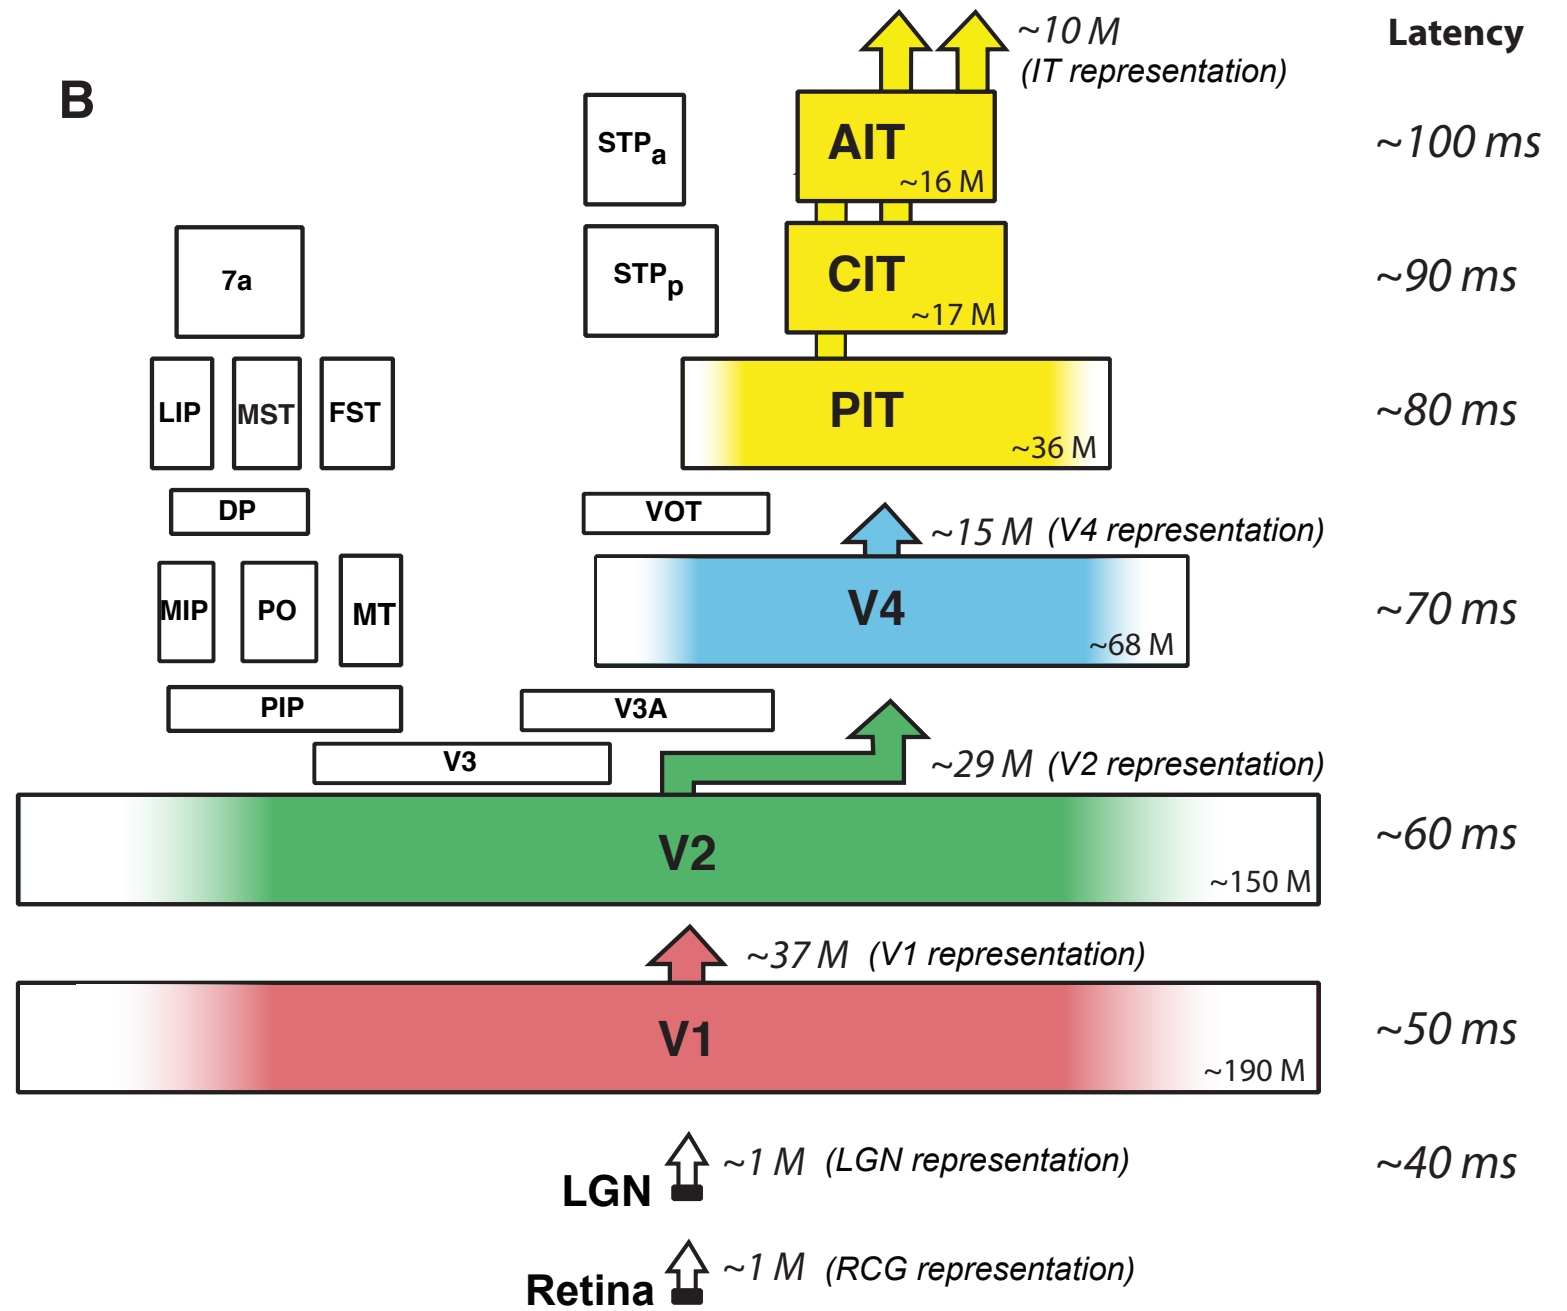 B
Latency
~10 M
(IT representation)
STPa
AIT
~16 M
~100 ms
7a
STPp
CIT
~17 M
~90 ms
LIP
MST
FST
PIT
~36 M
~80 ms
DP
VOT
~15 M (V4 representation)
MIP
PO
MT
V4
~68 M
~70 ms
PIP
V3A
V3
~29 M (V2 representation)
V2
~150 M
~60 ms
~37 M (V1 representation)
V1
~190 M
~50 ms
LGN
~1 M (LGN representation)
~40 ms
Retina
~1 M (RCG representation)